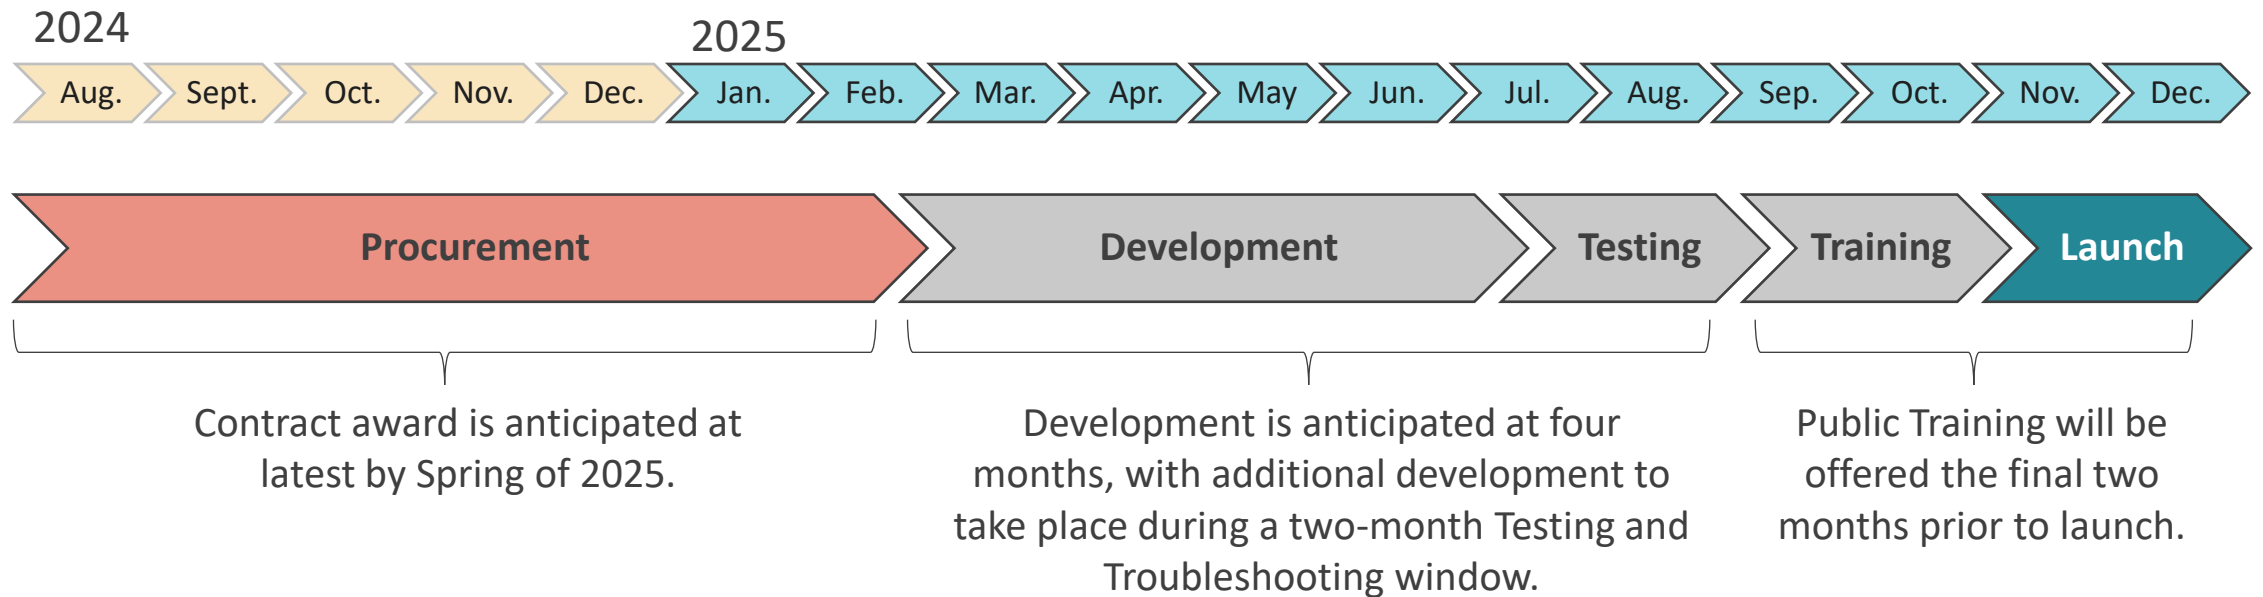 2024
2025
Aug. Sept. Oct. Nov. Dec. Jan. Feb. Mar. Apr. May Jun. Jul. Aug. Sep. Oct. Nov. Dec.
Procurement Development Testing Training Launch
Contract award is anticipated at
latest by Spring of 2025.
Development is anticipated at four
months, with additional development to
take place during a two-month Testing and
Troubleshooting window.
Public Training will be
offered the final two
months prior to launch.